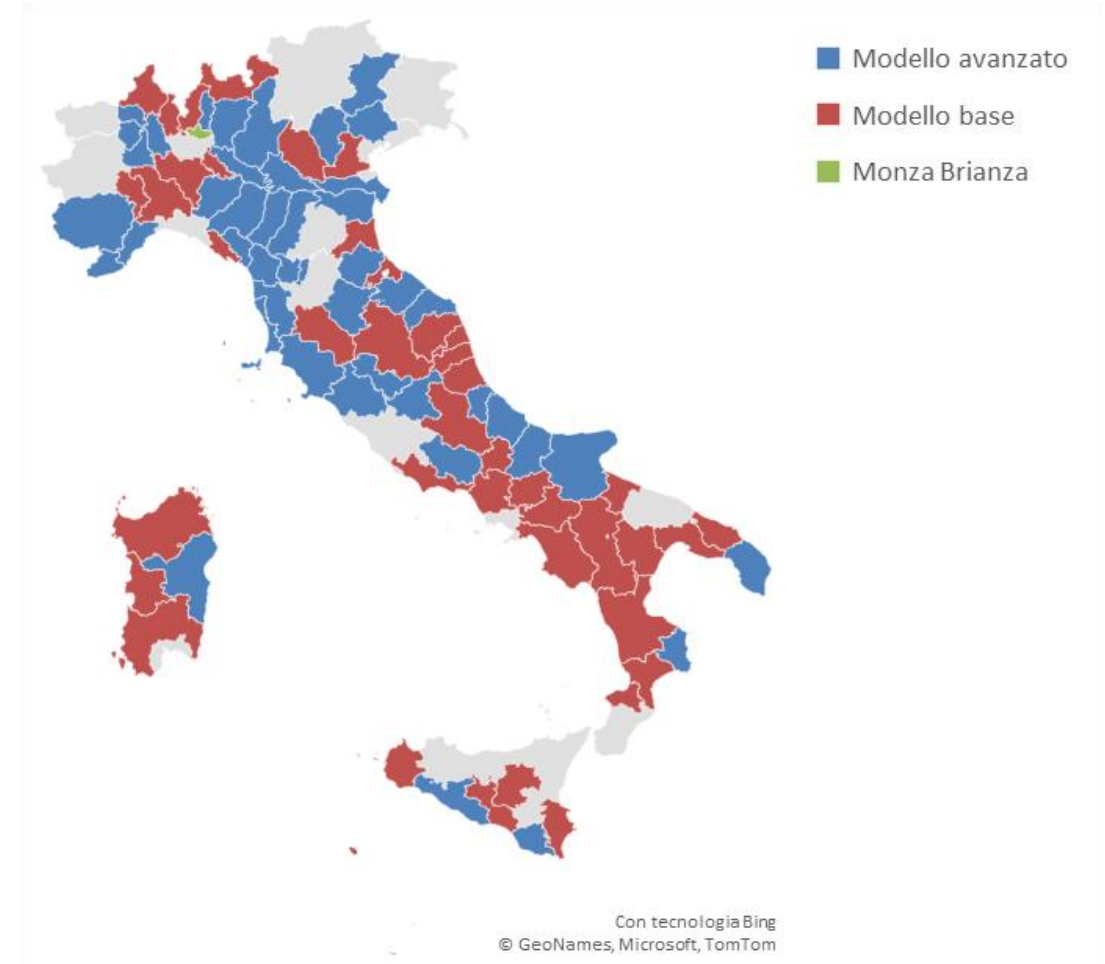 Modello avanzato
Modello base
Monza Brianza
Con tecnologia Bing
© GeoNames, Microsoft, TomTom